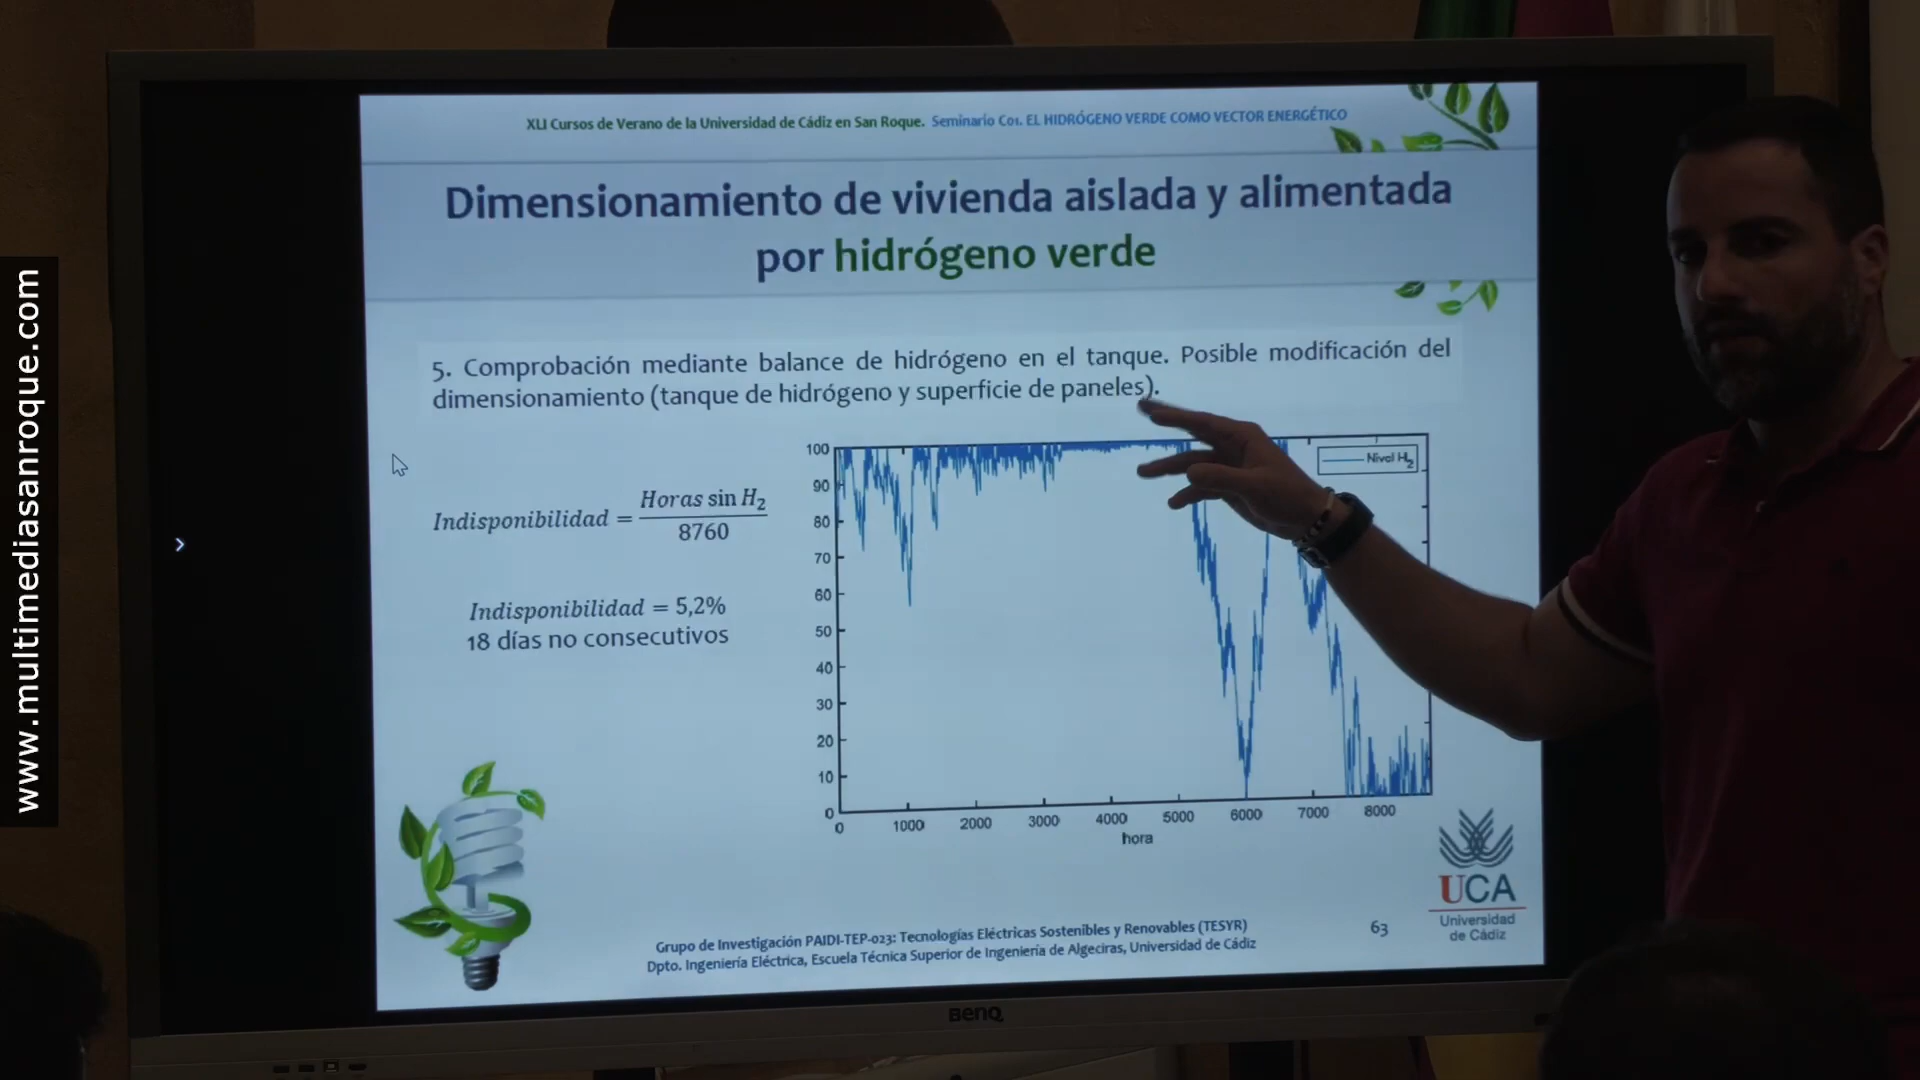 www.multimediasanroque.com
XLI Cursos de Verano de la Universidad de Cádiz en San Roque. Seminario C01. EL HIDRÓGENO VERDE COMO VECTOR ENERGÉTICO
Dimensionamiento de vivienda aislada y alimentada
por hidrógeno verde
5. Comprobación mediante balance de hidrógeno en el tanque. Posible modificación del
dimensionamiento (tanque de hidrógeno y superficie de paneles).
Indisponibilidad = Horas sin H₂
8760
Indisponibilidad = 5,2%
18 días no consecutivos
Nivel H₂
100
90
80
70
60
50
40
30
20
10
0
0 1000 2000 3000 4000 5000 6000 7000 8000
hora
UCA
Universidad
de Cádiz
Grupo de Investigación PAIDI-TEP-023: Tecnologías Eléctricas Sostenibles y Renovables (TESYR)
Dpto. Ingeniería Eléctrica, Escuela Técnica Superior de Ingeniería de Algeciras, Universidad de Cádiz
63
BenQ